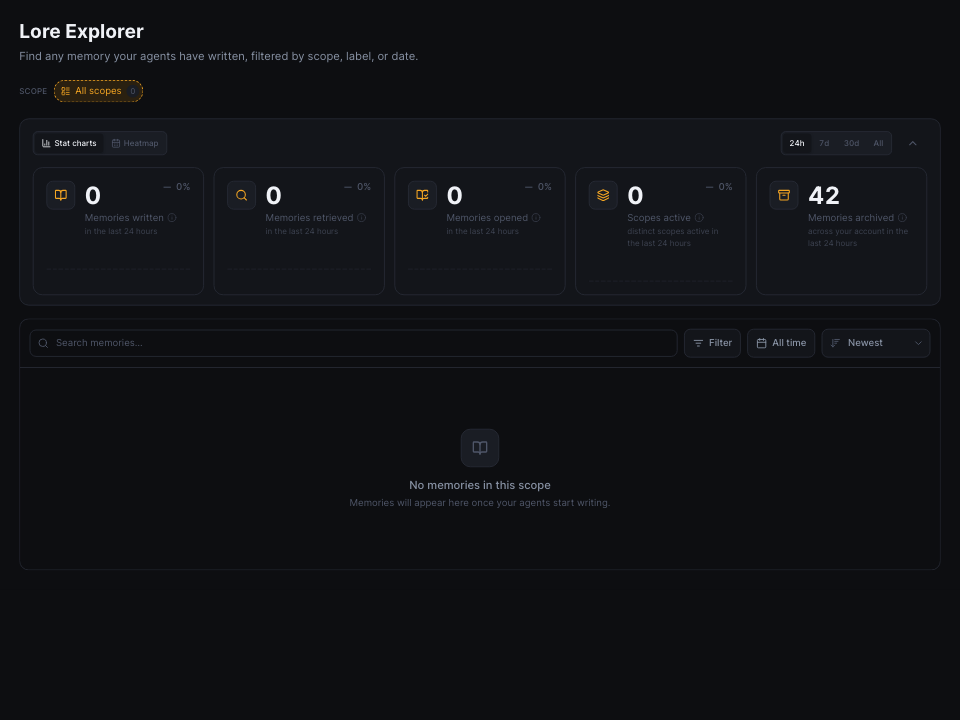 Lore Explorer
Find any memory your agents have written, filtered by scope, label, or date.
SCOPE All scopes 0
Stat charts Heatmap 24h 7d 30d All
0 — 0%
Memories written
in the last 24 hours
0 — 0%
Memories retrieved
in the last 24 hours
0 — 0%
Memories opened
in the last 24 hours
0 — 0%
Scopes active
distinct scopes active in
the last 24 hours
42
Memories archived
across your account in the
last 24 hours
Search memories... Filter All time Newest
No memories in this scope
Memories will appear here once your agents start writing.